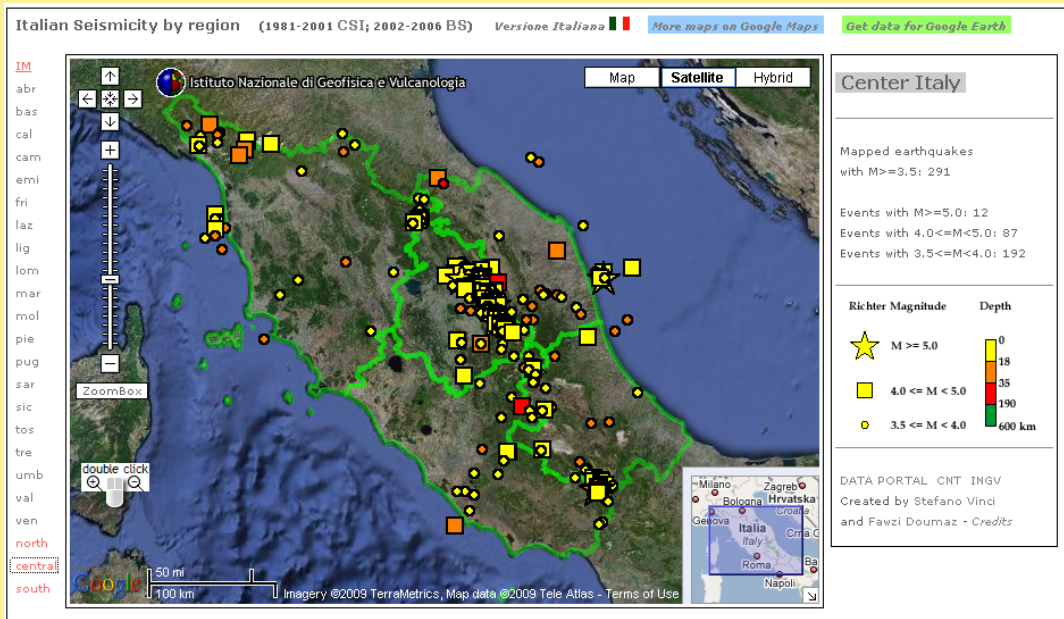 Italian Seismicity by region (1981-2001 CSI; 2002-2006 BS) Versione Italiana More maps on Google Maps Get data for Google Earth
IM
abr
bas
cal
cam
emi
fri
laz
lig
lom
mar
mol
pie
pug
sar
sic
tos
tre
umb
val
ven
north
central
south
Istituto Nazionale di Geofisica e Vulcanologia
Map Satellite Hybrid
ZoomBox
double click
Google
50 mi
100 km
Imagery ©2009 TerraMetrics, Map data ©2009 Tele Atlas - Terms of Use
Milano
Zagreb
Hrvatska
Bologna
Croatia
Genova
Italia
Italy
Crna G
Roma
Ba
Napoli
Center Italy
Mapped earthquakes
with M>=3.5: 291
Events with M>=5.0: 12
Events with 4.0<=M<5.0: 87
Events with 3.5<=M<4.0: 192
Richter Magnitude Depth
M >= 5.0
4.0 <= M < 5.0
3.5 <= M < 4.0
0
18
35
190
600 km
DATA PORTAL CNT INGV
Created by Stefano Vinci
and Fawzi Doumaz - Credits